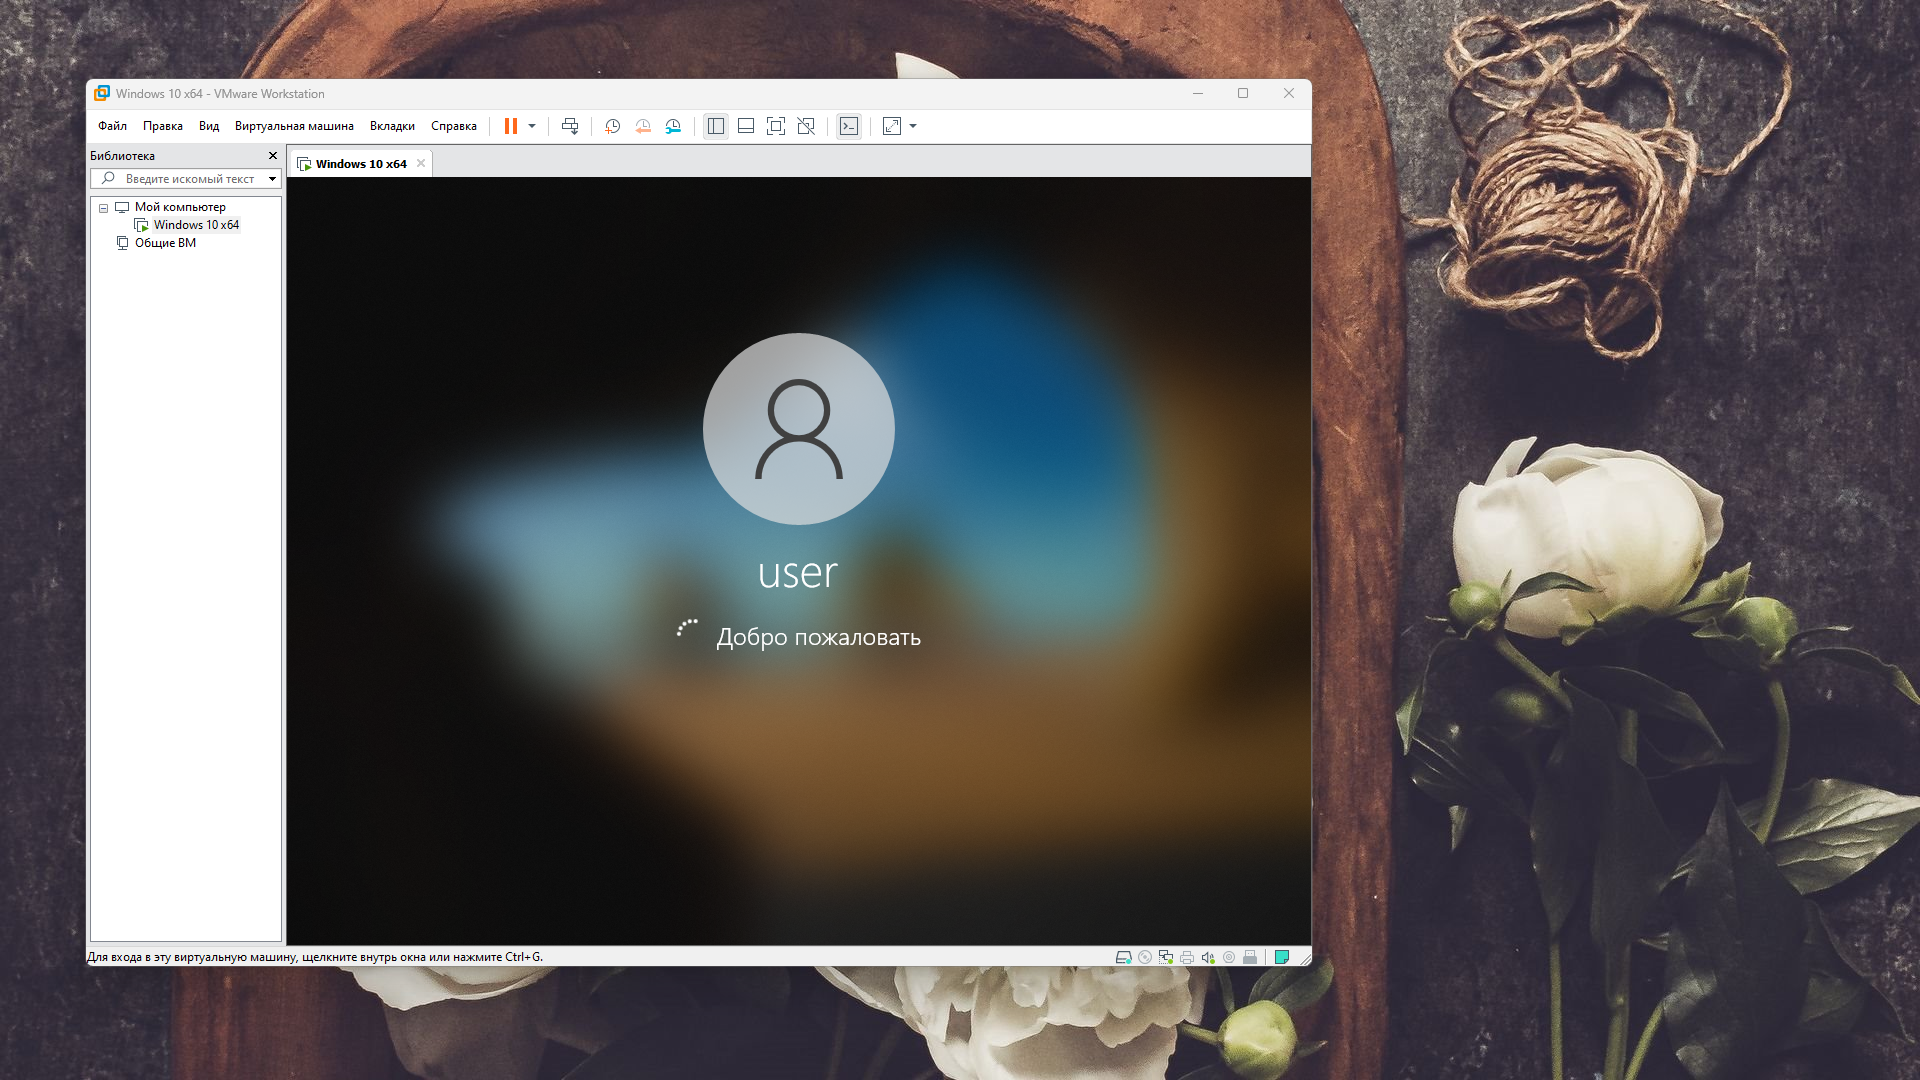 Windows 10 x64 - VMware Workstation
Файл Правка Вид Виртуальная машина Вкладки Справка
Библиотека
Введите искомый текст
Мой компьютер
Windows 10 x64
Общие ВМ
Windows 10 x64
user
Добро пожаловать
Для входа в эту виртуальную машину, щелкните внутрь окна или нажмите Ctrl+G.